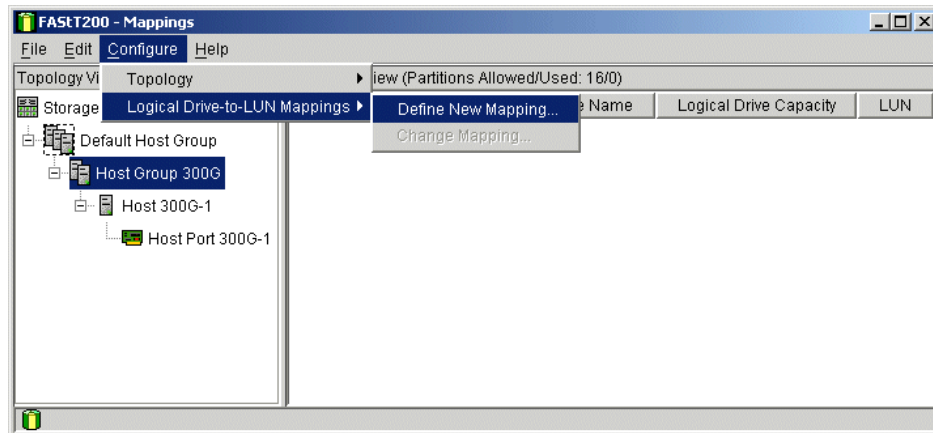 FAStT200 - Mappings
File Edit Configure Help
Topology Vi iew (Partitions Allowed/Used: 16/0)
Topology
Storage Name Logical Drive Capacity LUN
Logical Drive-to-LUN Mappings
Define New Mapping...
Change Mapping...
Default Host Group
Host Group 300G
Host 300G-1
Host Port 300G-1